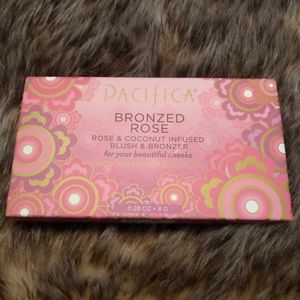 PACIFICA
BRONZED
ROSE
ROSE & COCONUT INFUSED
BLUSH & BRONZER
for your beautiful cheeks
0.28 OZ • 8 G